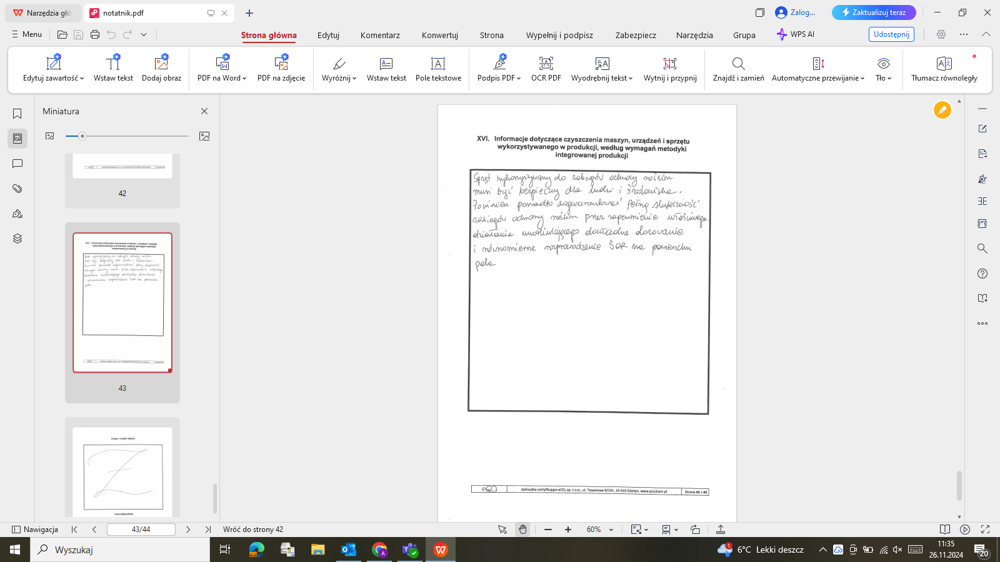 Narzędzia głó
notatnik.pdf
Zalog...
Zaktualizuj teraz
Menu
Strona główna
Edytuj
Komentarz
Konwertuj
Strona
Wypełnij i podpisz
Zabezpiecz
Narzędzia
Grupa
WPS AI
Udostępnij
Edytuj zawartość
Wstaw tekst
Dodaj obraz
PDF na Word
PDF na zdjęcie
Wyróżnij
Wstaw tekst
Pole tekstowe
Podpis PDF
OCR PDF
Wyodrębnij tekst
Wytnij i przypnij
Znajdź i zamień
Automatyczne przewijanie
Tło
Tłumacz równoległy
Miniatura
42
43
Uwagi i notatki własne
Lista załączników
XVI. Informacje dotyczące czyszczenia maszyn, urządzeń i sprzętu
wykorzystywanego w produkcji, według wymagań metodyki
integrowanej produkcji
Sprzęt wykorzystywany do zabiegów ochrony roślin
musi być bezpieczny dla ludzi i środowiska.
Powinien ponadto zagwarantować pełną skuteczność
zabiegów ochrony roślin przez zapewnienie właściwego
działania umożliwiającego dokładne dozowanie
i równomierne rozprowadzenie ŚOR na powierzchni
pola
eCO2
Jednostka certyfikująca eCO₂ sp. z o.o., ul. Towarowa 9/101, 10-416 Olsztyn, www.eco2cert.pl
Strona 41 z 42
Nawigacja
43/44
Wróć do strony 42
60%
Wyszukaj
1
6°C Lekki deszcz
11:35
26.11.2024
20